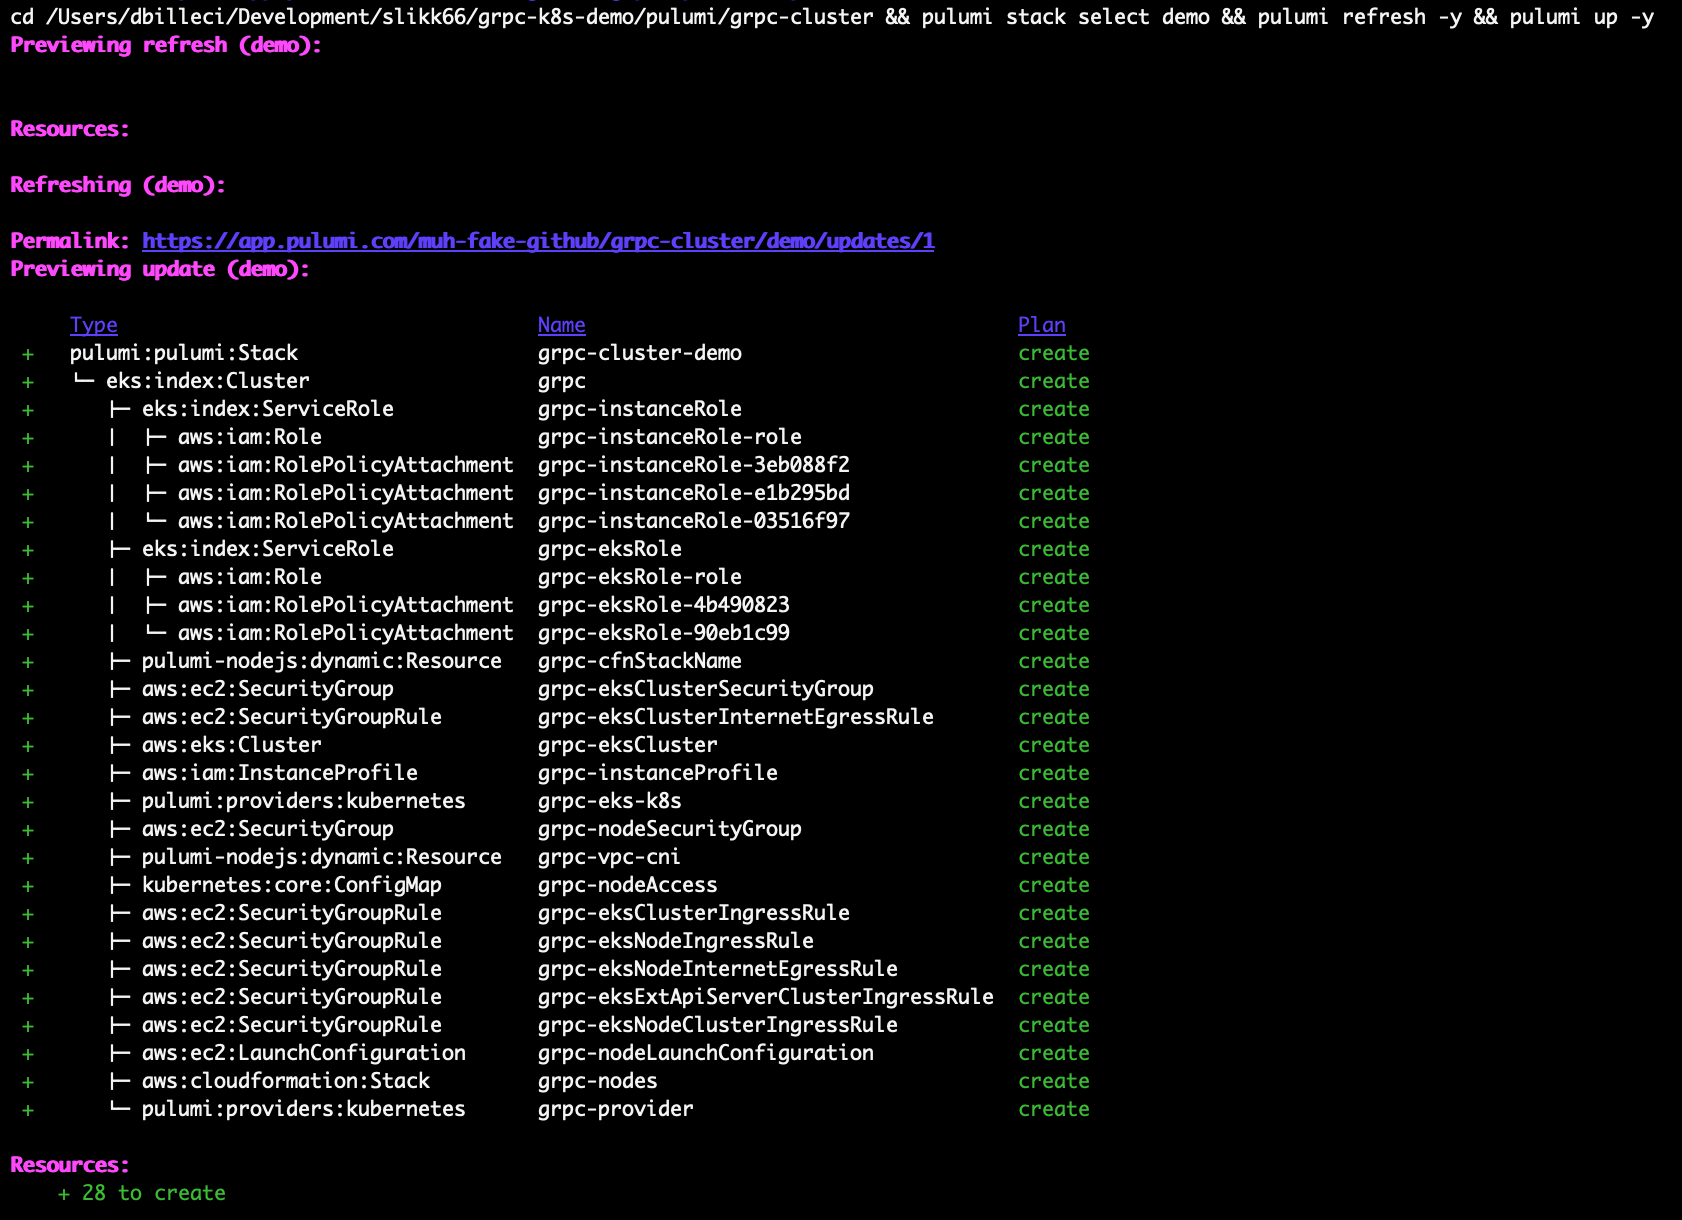 cd /Users/dbilleci/Development/slikk66/grpc-k8s-demo/pulumi/grpc-cluster && pulumi stack select demo && pulumi refresh -y && pulumi up -y
Previewing refresh (demo):
Resources:
Refreshing (demo):
Permalink: https://app.pulumi.com/muh-fake-github/grpc-cluster/demo/updates/1
Previewing update (demo):
Type Name Plan
+ pulumi:pulumi:Stack grpc-cluster-demo create
+ └─ eks:index:Cluster grpc create
+ ├─ eks:index:ServiceRole grpc-instanceRole create
+ │ ├─ aws:iam:Role grpc-instanceRole-role create
+ │ ├─ aws:iam:RolePolicyAttachment grpc-instanceRole-3eb088f2 create
+ │ ├─ aws:iam:RolePolicyAttachment grpc-instanceRole-e1b295bd create
+ │ └─ aws:iam:RolePolicyAttachment grpc-instanceRole-03516f97 create
+ ├─ eks:index:ServiceRole grpc-eksRole create
+ │ ├─ aws:iam:Role grpc-eksRole-role create
+ │ ├─ aws:iam:RolePolicyAttachment grpc-eksRole-4b490823 create
+ │ └─ aws:iam:RolePolicyAttachment grpc-eksRole-90eb1c99 create
+ ├─ pulumi-nodejs:dynamic:Resource grpc-cfnStackName create
+ ├─ aws:ec2:SecurityGroup grpc-eksClusterSecurityGroup create
+ ├─ aws:ec2:SecurityGroupRule grpc-eksClusterInternetEgressRule create
+ ├─ aws:eks:Cluster grpc-eksCluster create
+ ├─ aws:iam:InstanceProfile grpc-instanceProfile create
+ ├─ pulumi:providers:kubernetes grpc-eks-k8s create
+ ├─ aws:ec2:SecurityGroup grpc-nodeSecurityGroup create
+ ├─ pulumi-nodejs:dynamic:Resource grpc-vpc-cni create
+ ├─ kubernetes:core:ConfigMap grpc-nodeAccess create
+ ├─ aws:ec2:SecurityGroupRule grpc-eksClusterIngressRule create
+ ├─ aws:ec2:SecurityGroupRule grpc-eksNodeIngressRule create
+ ├─ aws:ec2:SecurityGroupRule grpc-eksNodeInternetEgressRule create
+ ├─ aws:ec2:SecurityGroupRule grpc-eksExtApiServerClusterIngressRule create
+ ├─ aws:ec2:SecurityGroupRule grpc-eksNodeClusterIngressRule create
+ ├─ aws:ec2:LaunchConfiguration grpc-nodeLaunchConfiguration create
+ ├─ aws:cloudformation:Stack grpc-nodes create
+ └─ pulumi:providers:kubernetes grpc-provider create
Resources:
+ 28 to create